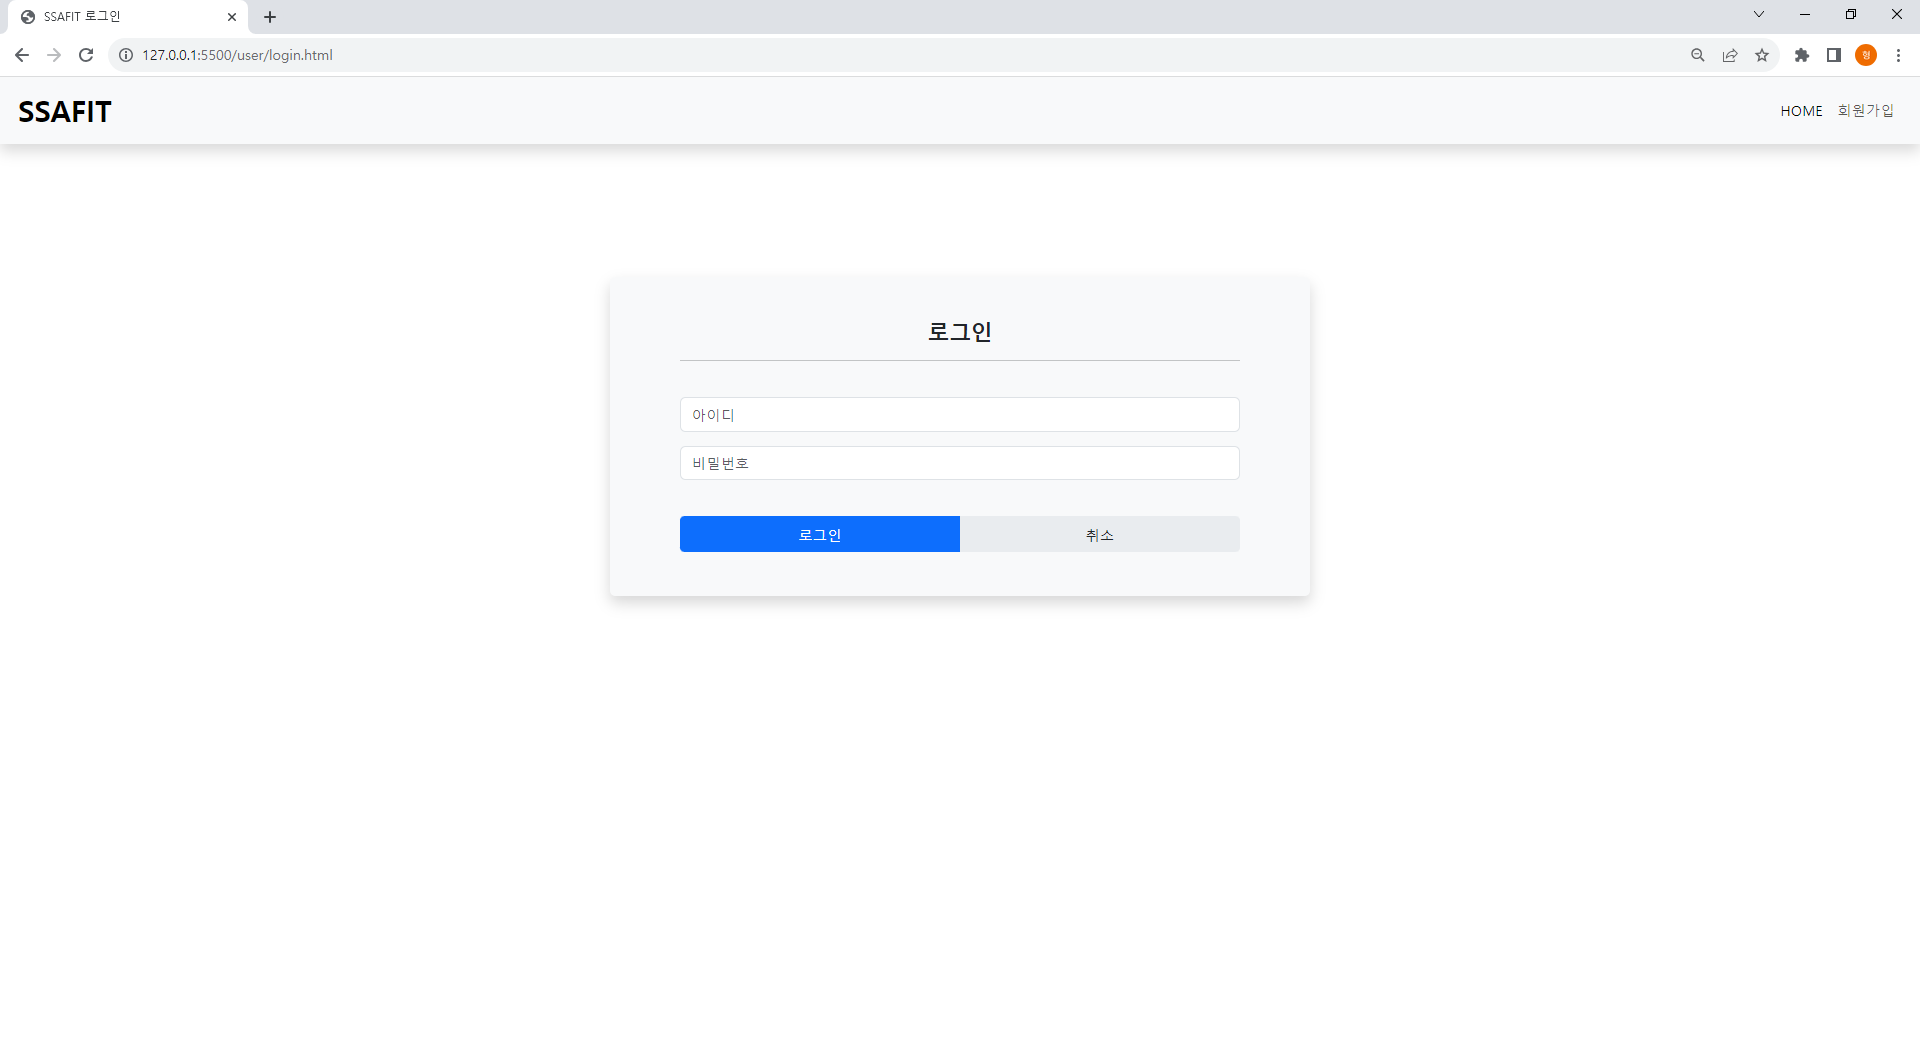 SSAFIT 로그인
127.0.0.1:5500/user/login.html
형
SSAFIT
HOME 회원가입
로그인
아이디
비밀번호
로그인 취소